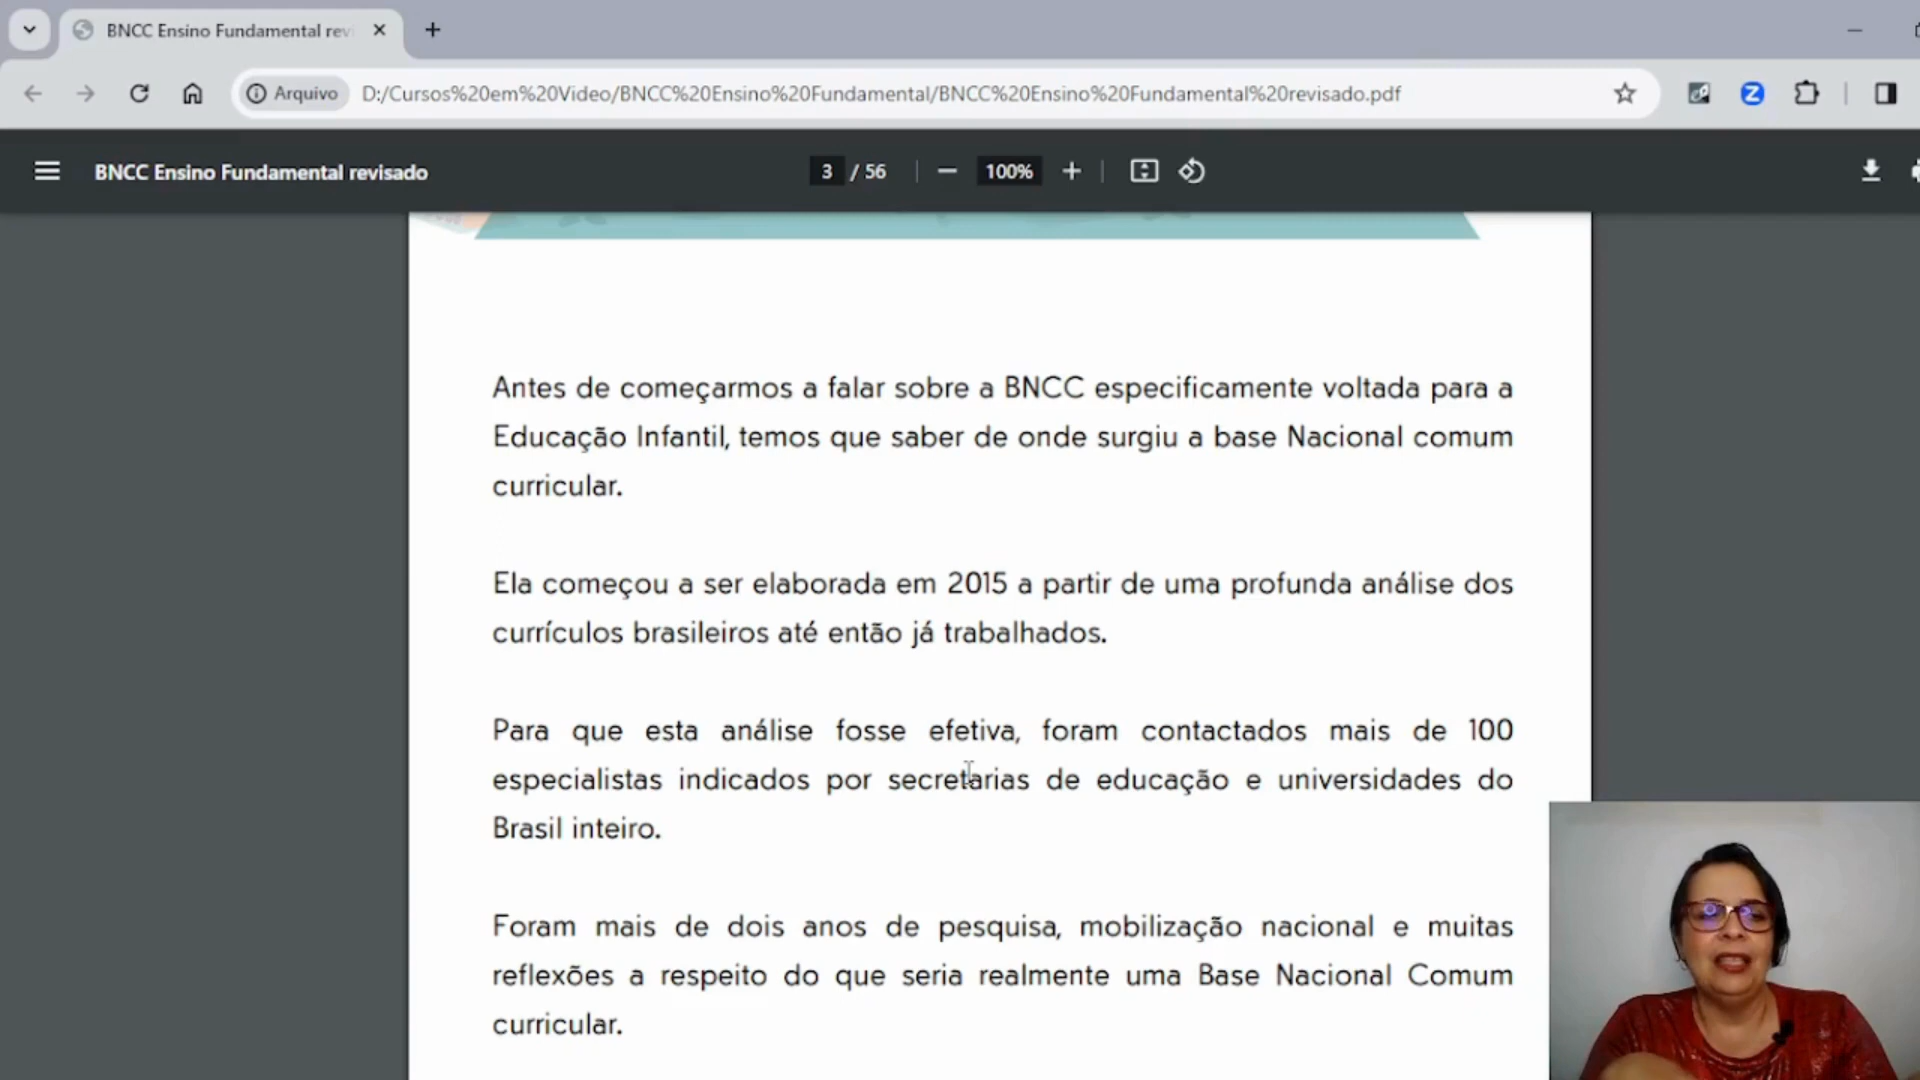 BNCC Ensino Fundamental rev
Arquivo
D:/Cursos%20em%20Video/BNCC%20Ensino%20Fundamental/BNCC%20Ensino%20Fundamental%20revisado.pdf
BNCC Ensino Fundamental revisado
3 / 56
100%
Antes de começarmos a falar sobre a BNCC especificamente voltada para a
Educação Infantil, temos que saber de onde surgiu a base Nacional comum
curricular.
Ela começou a ser elaborada em 2015 a partir de uma profunda análise dos
currículos brasileiros até então já trabalhados.
Para que esta análise fosse efetiva, foram contactados mais de 100
especialistas indicados por secretarias de educação e universidades do
Brasil inteiro.
Foram mais de dois anos de pesquisa, mobilização nacional e muitas
reflexões a respeito do que seria realmente uma Base Nacional Comum
curricular.